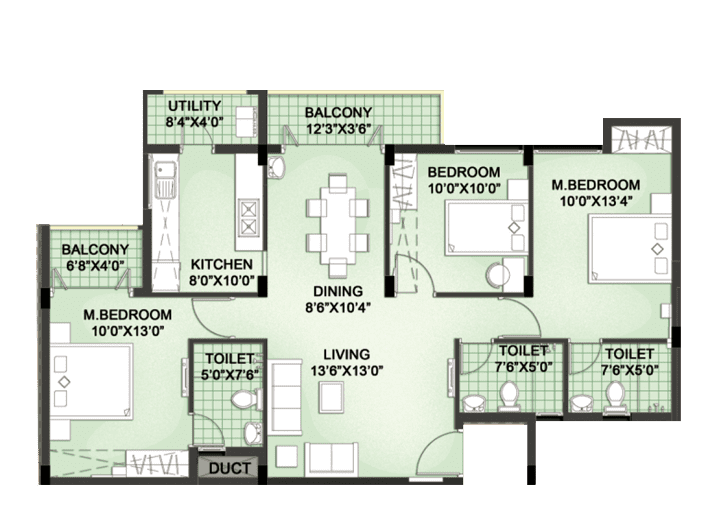 UTILITY
8'4"X4'0"
BALCONY
12'3"X3'6"
BEDROOM
10'0"X10'0"
M.BEDROOM
10'0"X13'4"
BALCONY
6'8"X4'0"
KITCHEN
8'0"X10'0"
DINING
8'6"X10'4"
M.BEDROOM
10'0"X13'0"
TOILET
5'0"X7'6"
LIVING
13'6"X13'0"
TOILET
7'6"X5'0"
TOILET
7'6"X5'0"
DUCT